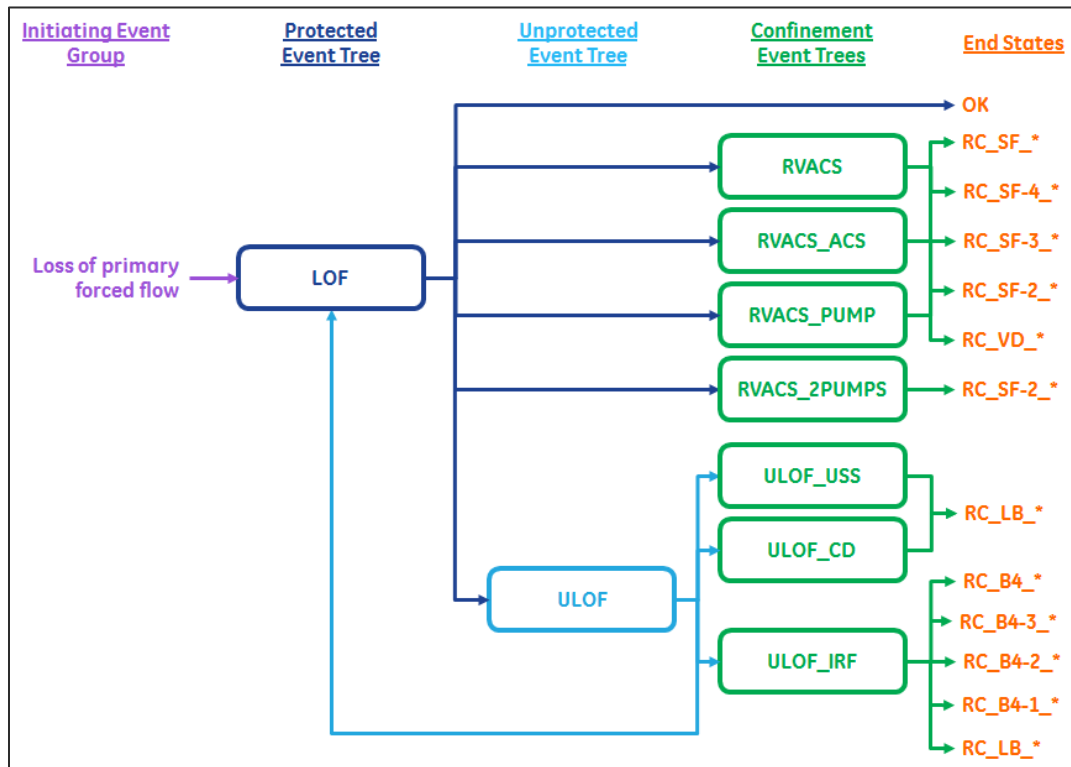 Initiating Event
Group
Protected
Event Tree
Unprotected
Event Tree
Confinement
Event Trees
End States
OK
RC_SF_*
RVACS
RC_SF-4_*
RVACS_ACS
RC_SF-3_*
Loss of primary
forced flow
LOF
RC_SF-2_*
RVACS_PUMP
RC_VD_*
RVACS_2PUMPS
RC_SF-2_*
ULOF_USS
RC_LB_*
ULOF_CD
RC_B4_*
ULOF
RC_B4-3_*
ULOF_IRF
RC_B4-2_*
RC_B4-1_*
RC_LB_*